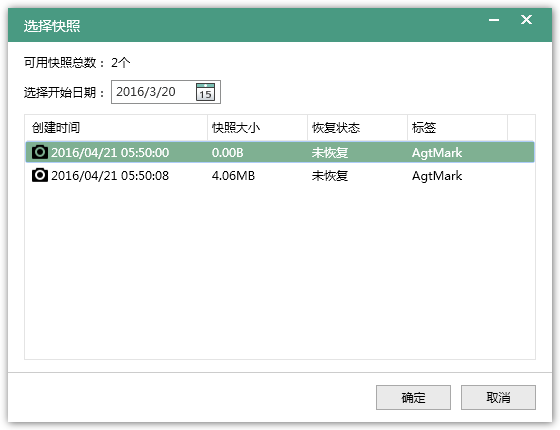 选择快照
可用快照总数： 2个
选择开始日期： 2016/3/20 15
创建时间 快照大小 恢复状态 标签
2016/04/21 05:50:00 0.00B 未恢复 AgtMark
2016/04/21 05:50:08 4.06MB 未恢复 AgtMark
确定 取消